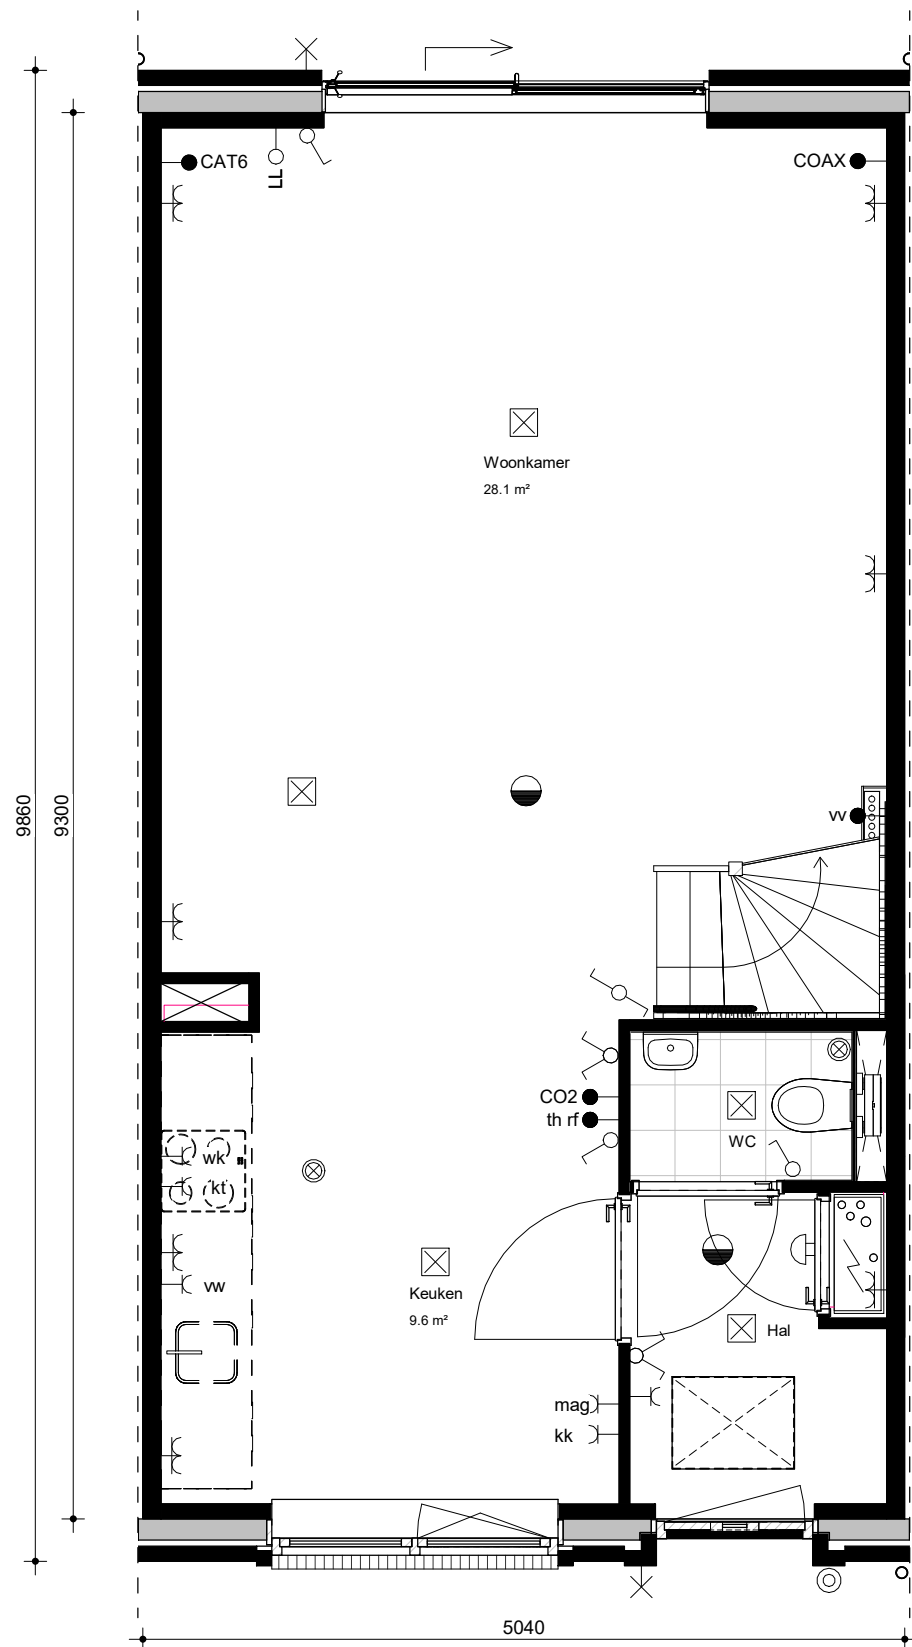 CAT6
LL
COAX
Woonkamer
28.1 m²
9860
9300
vv
CO2
th rf
WC
wk
kt
vw
Keuken
9.6 m²
Hal
mag
kk
5040